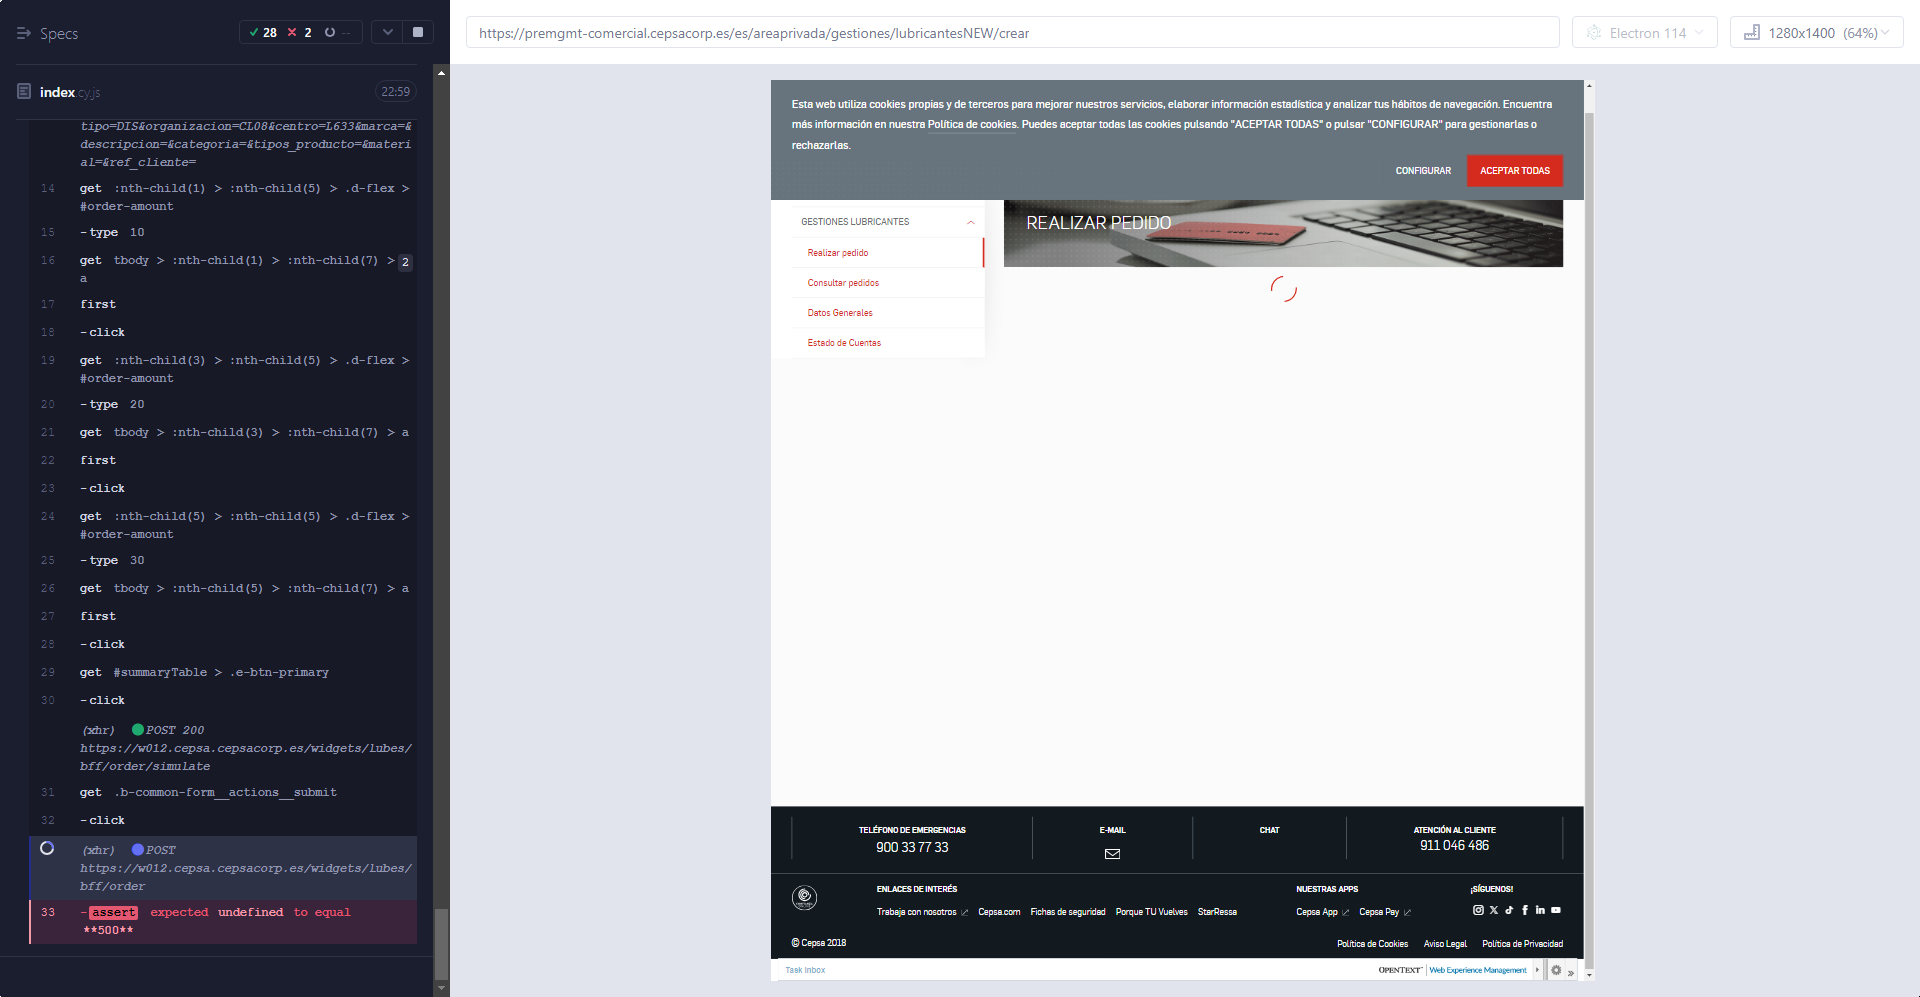 Specs
28 2 --
https://premgmt-comercial.cepsacorp.es/es/areaprivada/gestiones/lubricantesNEW/crear
Electron 114
1280x1400 (64%)
index.cy.js 22:59
tipo=DIS&organizacion=CL08&centro=L633&marca=&
descripcion=&categoria=&tipos_producto=&materi
al=&ref_cliente=
14 get :nth-child(1) > :nth-child(5) > .d-flex >
#order-amount
15 -type 10
16 get tbody > :nth-child(1) > :nth-child(7) > 2
a
17 first
18 -click
19 get :nth-child(3) > :nth-child(5) > .d-flex >
#order-amount
20 -type 20
21 get tbody > :nth-child(3) > :nth-child(7) > a
22 first
23 -click
24 get :nth-child(5) > :nth-child(5) > .d-flex >
#order-amount
25 -type 30
26 get tbody > :nth-child(5) > :nth-child(7) > a
27 first
28 -click
29 get #summaryTable > .e-btn-primary
30 -click
(xhr) POST 200
https://w012.cepsa.cepsacorp.es/widgets/lubes/
bff/order/simulate
31 get .b-common-form__actions__submit
32 -click
(xhr) POST
https://w012.cepsa.cepsacorp.es/widgets/lubes/
bff/order
33 -assert expected undefined to equal
**500**
Esta web utiliza cookies propias y de terceros para mejorar nuestros servicios, elaborar información estadística y analizar tus hábitos de navegación. Encuentra
más información en nuestra Política de cookies. Puedes aceptar todas las cookies pulsando "ACEPTAR TODAS" o pulsar "CONFIGURAR" para gestionarlas o
rechazarlas.
CONFIGURAR ACEPTAR TODAS
GESTIONES LUBRICANTES
Realizar pedido
Consultar pedidos
Datos Generales
Estado de Cuentas
REALIZAR PEDIDO
TELÉFONO DE EMERGENCIAS
900 33 77 33
E-MAIL
CHAT
ATENCIÓN AL CLIENTE
911 046 486
ENLACES DE INTERÉS
Trabaja con nosotros Cepsa.com Fichas de seguridad Porque TU Vuelves StarRessa
NUESTRAS APPS
Cepsa App Cepsa Pay
¡SÍGUENOS!
© Cepsa 2018
Política de Cookies Aviso Legal Política de Privacidad
Task Inbox
OPENTEXT | Web Experience Management